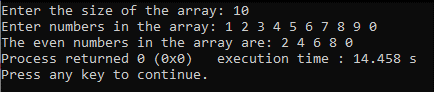 Enter the size of the array: 10
Enter numbers in the array: 1 2 3 4 5 6 7 8 9 0
The even numbers in the array are: 2 4 6 8 0
Process returned 0 (0x0)   execution time : 14.458 s
Press any key to continue.